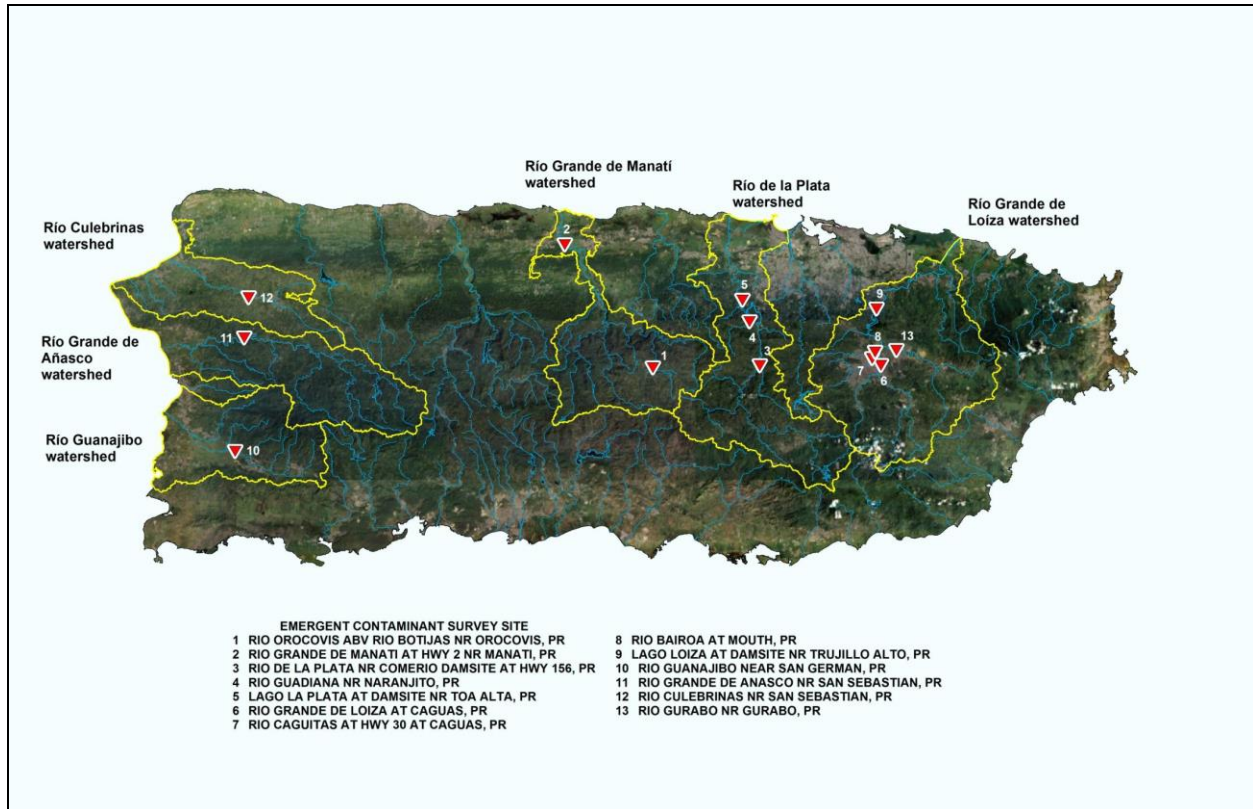 Río Grande de Manatí
watershed
Río de la Plata
watershed
Río Grande de
Loíza watershed
Río Culebrinas
watershed
Río Grande de
Añasco
watershed
Río Guanajibo
watershed
2
5
12
9
4
11
8
13
1
3
7
6
10
EMERGENT CONTAMINANT SURVEY SITE
1 RIO OROCOVIS ABV RIO BOTIJAS NR OROCOVIS, PR
2 RIO GRANDE DE MANATI AT HWY 2 NR MANATI, PR
3 RIO DE LA PLATA NR COMERIO DAMSITE AT HWY 156, PR
4 RIO GUADIANA NR NARANJITO, PR
5 LAGO LA PLATA AT DAMSITE NR TOA ALTA, PR
6 RIO GRANDE DE LOIZA AT CAGUAS, PR
7 RIO CAGUITAS AT HWY 30 AT CAGUAS, PR
8 RIO BAIROA AT MOUTH, PR
9 LAGO LOIZA AT DAMSITE NR TRUJILLO ALTO, PR
10 RIO GUANAJIBO NEAR SAN GERMAN, PR
11 RIO GRANDE DE ANASCO NR SAN SEBASTIAN, PR
12 RIO CULEBRINAS NR SAN SEBASTIAN, PR
13 RIO GURABO NR GURABO, PR